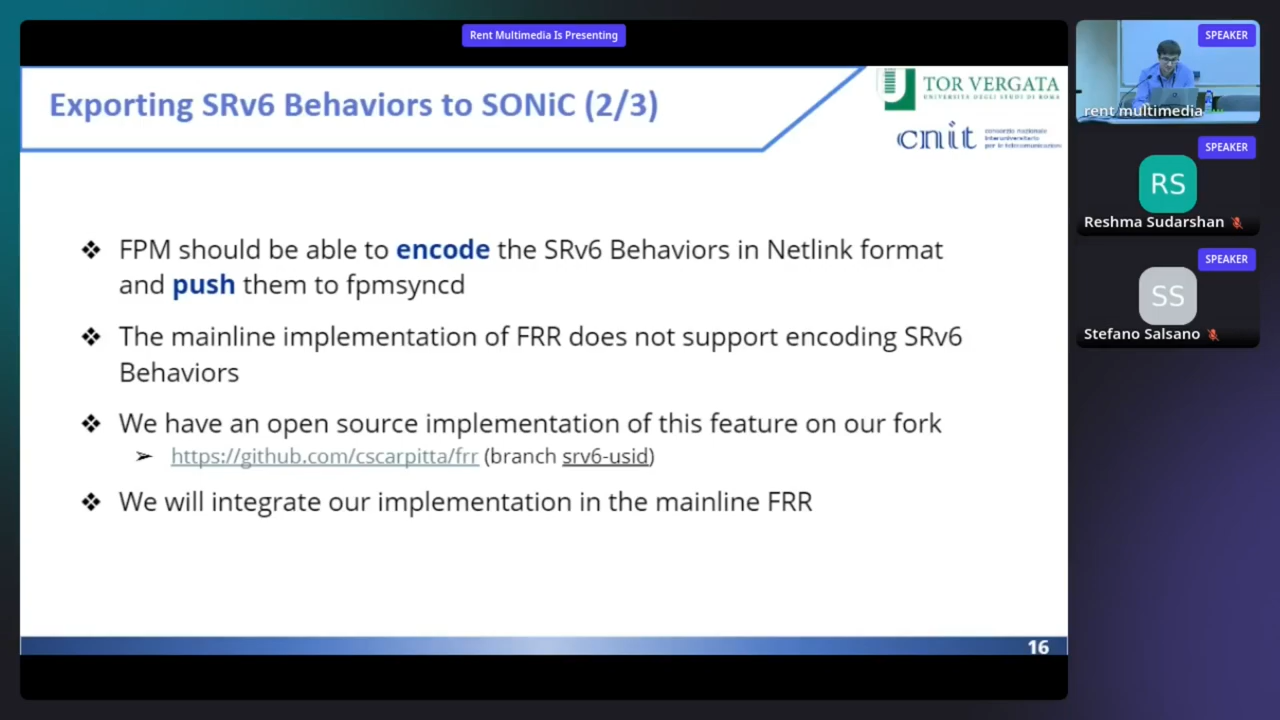 Rent Multimedia Is Presenting
Exporting SRv6 Behaviors to SONiC (2/3)
TOR VERGATA
UNIVERSITÀ DEGLI STUDI DI ROMA
cnit
consorzio nazionale
interuniversitario
per le telecomunicazioni
❖ FPM should be able to encode the SRv6 Behaviors in Netlink format
and push them to fpmsyncd
❖ The mainline implementation of FRR does not support encoding SRv6
Behaviors
❖ We have an open source implementation of this feature on our fork
➢ https://github.com/cscarpitta/frr (branch srv6-usid)
❖ We will integrate our implementation in the mainline FRR
16
SPEAKER
rent multimedia
SPEAKER
RS
Reshma Sudarshan
SPEAKER
SS
Stefano Salsano